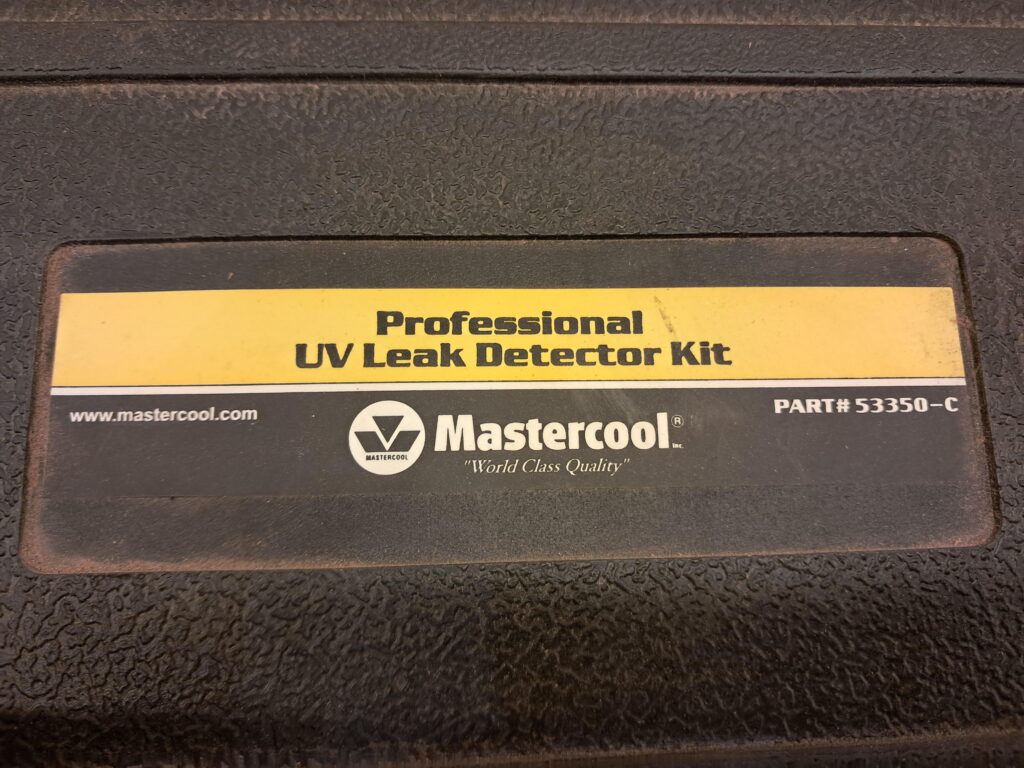 Professional
UV Leak Detector Kit
www.mastercool.com
PART# 53350-C
MASTERCOOL
Mastercool® Inc.
"World Class Quality"